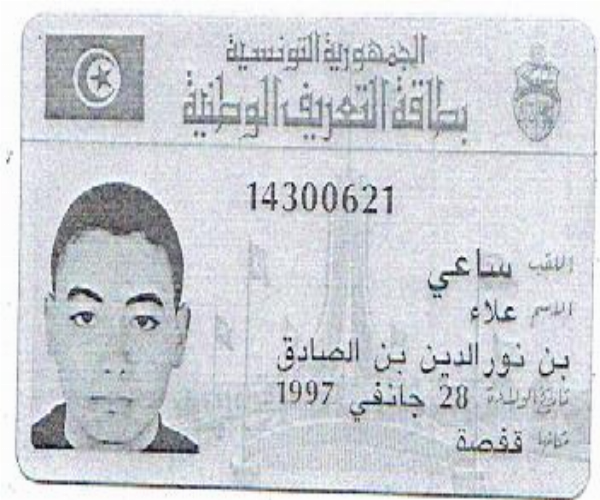 الجمهورية التونسية
بطاقة التعريف الوطنية
14300621
اللقب ساعي
الاسم علاء
بن نورالدين بن الصادق
تاريخ الولادة 28 جانفي 1997
مكانها قفصة